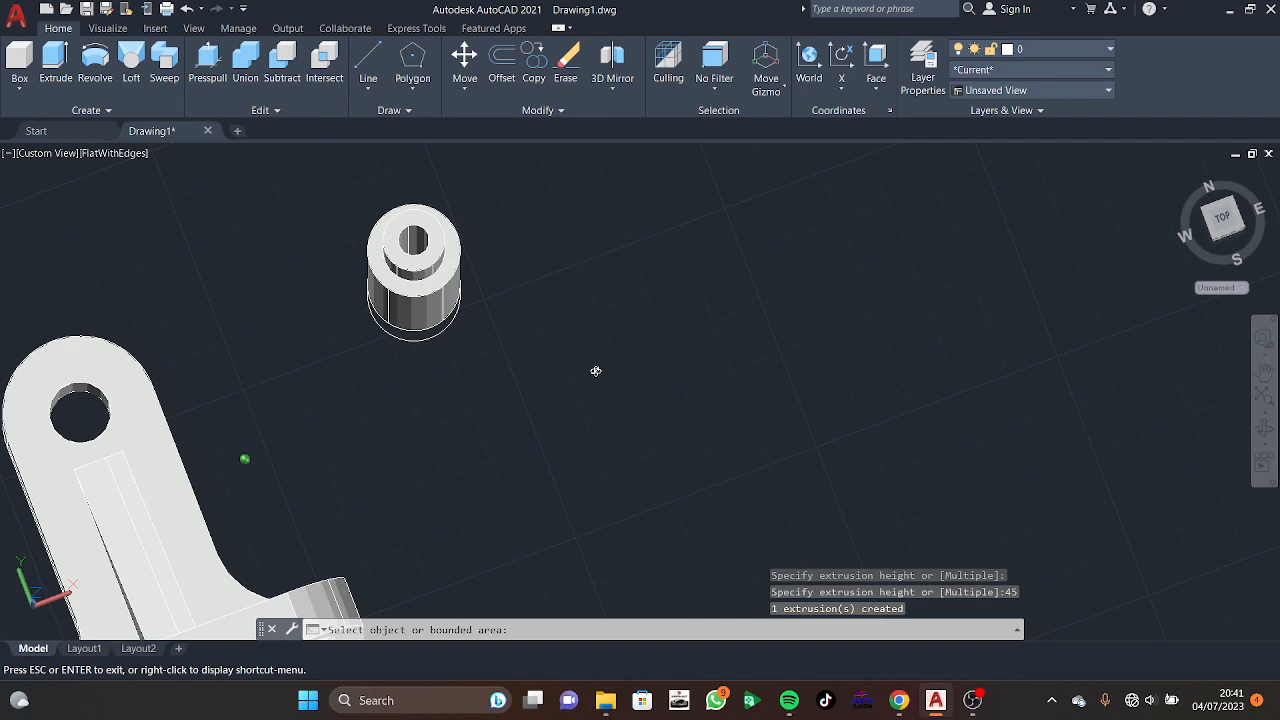 Autodesk AutoCAD 2021 Drawing1.dwg
Type a keyword or phrase
Sign In
Home Visualize Insert View Manage Output Collaborate Express Tools Featured Apps
Box Extrude Revolve Loft Sweep Presspull Union Subtract Intersect Line Polygon Move Offset Copy Erase 3D Mirror Culling No Filter Move Gizmo World X Face Layer Properties
0
*Current*
Unsaved View
Create Edit Draw Modify Selection Coordinates Layers & View
Start Drawing1*
[−][Custom View][FlatWithEdges]
N
E
TOP
W
S
Unnamed
Y
X
Z
Specify extrusion height or [Multiple]:
Specify extrusion height or [Multiple]:45
1 extrusion(s) created
Select object or bounded area:
Model Layout1 Layout2
Press ESC or ENTER to exit, or right-click to display shortcut-menu.
Search
9
20:41
04/07/2023
4